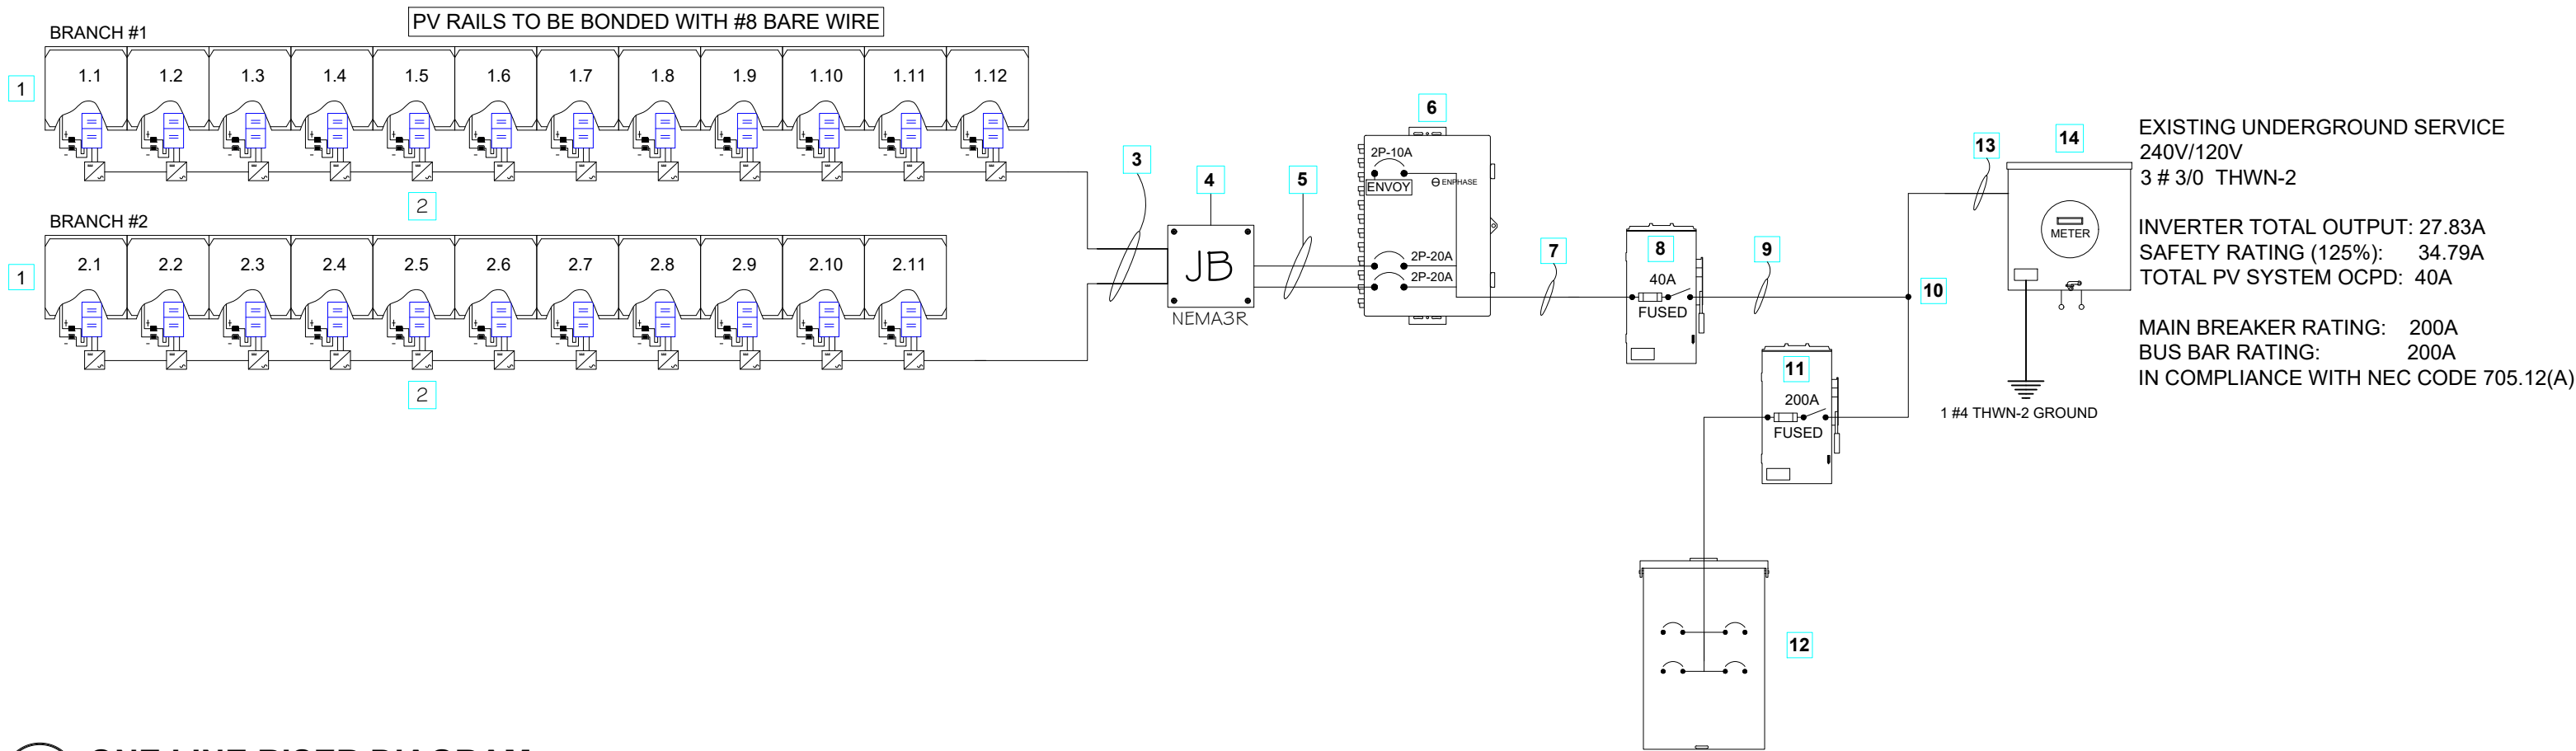 PV RAILS TO BE BONDED WITH #8 BARE WIRE
BRANCH #1
1
1.1 1.2 1.3 1.4 1.5 1.6 1.7 1.8 1.9 1.10 1.11 1.12
2
BRANCH #2
1
2.1 2.2 2.3 2.4 2.5 2.6 2.7 2.8 2.9 2.10 2.11
2
3
4
JB
NEMA3R
5
6
2P-10A
ENVOY
ENPHASE
2P-20A
2P-20A
7
8
40A
FUSED
9
10
11
200A
FUSED
12
13
14
METER
1 #4 THWN-2 GROUND
EXISTING UNDERGROUND SERVICE
240V/120V
3 # 3/0 THWN-2
INVERTER TOTAL OUTPUT: 27.83A
SAFETY RATING (125%): 34.79A
TOTAL PV SYSTEM OCPD: 40A
MAIN BREAKER RATING: 200A
BUS BAR RATING: 200A
IN COMPLIANCE WITH NEC CODE 705.12(A)